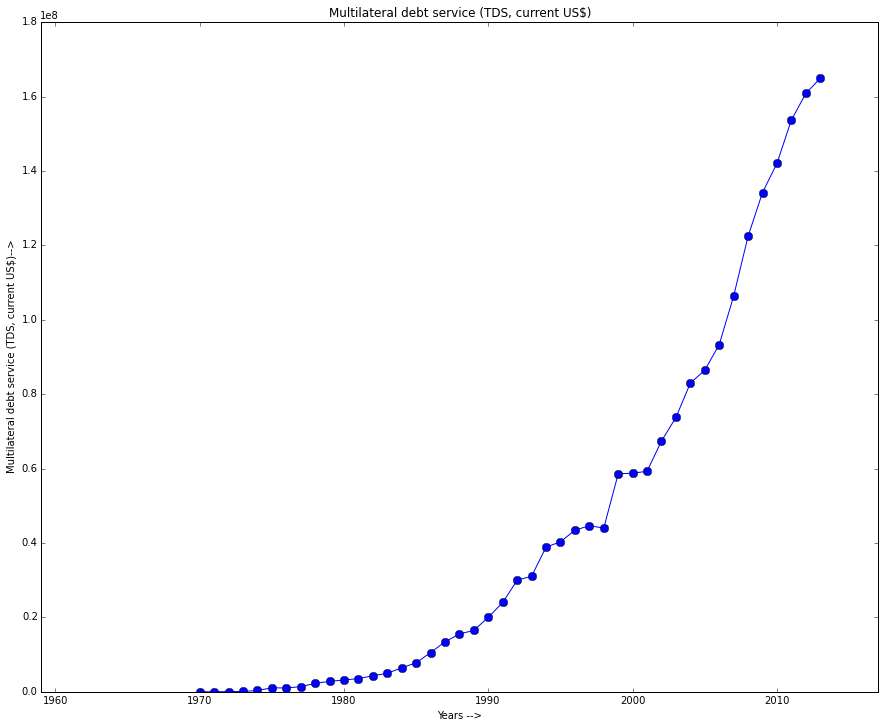 Multilateral debt service (TDS, current US$)
1e8
1.8
1.6
1.4
1.2
1.0
0.8
0.6
0.4
0.2
0.0
Multilateral debt service (TDS, current US$)-->
1960 1970 1980 1990 2000 2010
Years -->